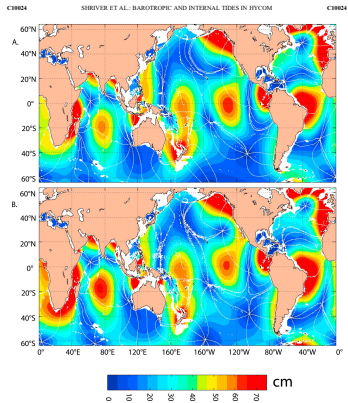 C10024 SHRIVER ET AL.: BAROTROPIC AND INTERNAL TIDES IN HYCOM C10024
A.
60°N
40°N
20°N
0°
20°S
40°S
60°S
B.
60°N
40°N
20°N
0°
20°S
40°S
60°S
0° 40°E 80°E 120°E 160°E 160°W 120°W 80°W 40°W 0°
0 10 20 30 40 50 60 70 cm